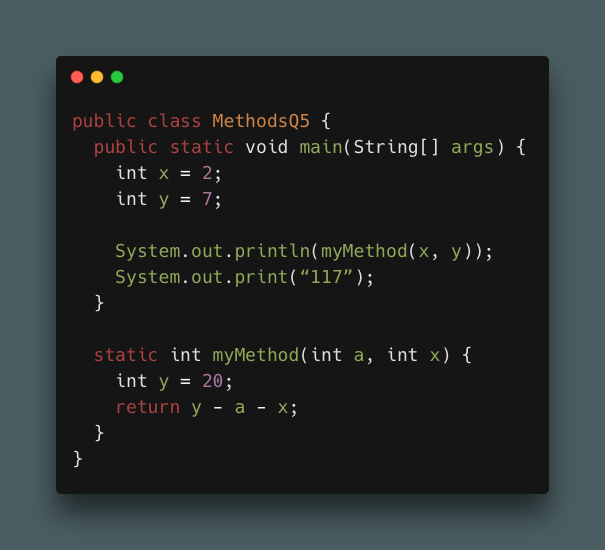 public class MethodsQ5 {
  public static void main(String[] args) {
    int x = 2;
    int y = 7;

    System.out.println(myMethod(x, y));
    System.out.print(“117”);
  }

  static int myMethod(int a, int x) {
    int y = 20;
    return y - a - x;
  }
}